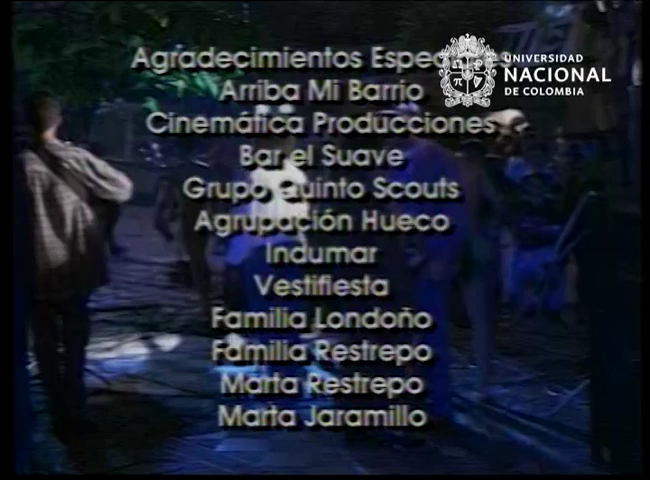 Agradecimientos Especiales
Arriba Mi Barrio
Cinemática Producciones
Bar el Suave
Grupo Quinto Scouts
Agrupación Hueco
Indumar
Vestifiesta
Familia Londoño
Familia Restrepo
Marta Restrepo
Marta Jaramillo
UNIVERSIDAD
NACIONAL
DE COLOMBIA